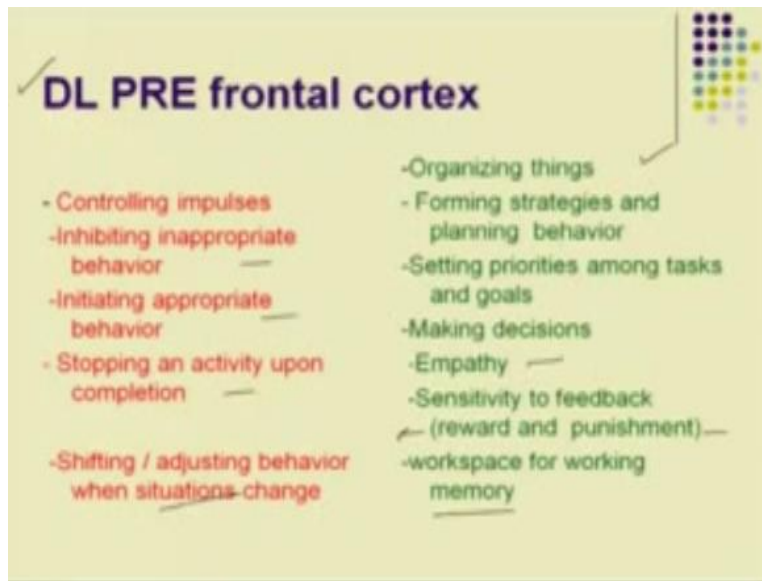 DL PRE frontal cortex
- Controlling impulses
-Inhibiting inappropriate
behavior
-Initiating appropriate
behavior
- Stopping an activity upon
completion
-Shifting / adjusting behavior
when situations change
-Organizing things
- Forming strategies and
planning behavior
-Setting priorities among tasks
and goals
-Making decisions
-Empathy
-Sensitivity to feedback
(reward and punishment)
-workspace for working
memory